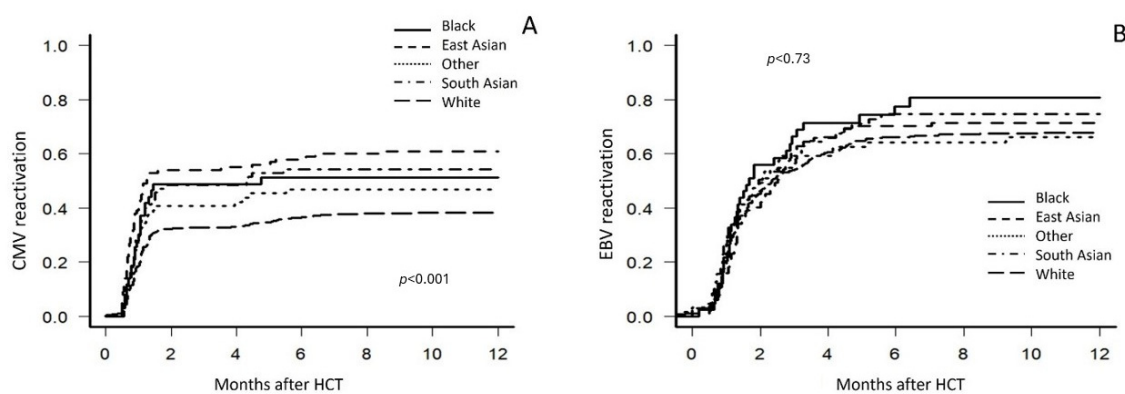 A
Black
East Asian
Other
South Asian
White
CMV reactivation
1.0
0.8
0.6
0.4
0.2
0.0
p<0.001
0 2 4 6 8 10 12
Months after HCT
B
p<0.73
EBV reactivation
1.0
0.8
0.6
0.4
0.2
0.0
Black
East Asian
Other
South Asian
White
0 2 4 6 8 10 12
Months after HCT